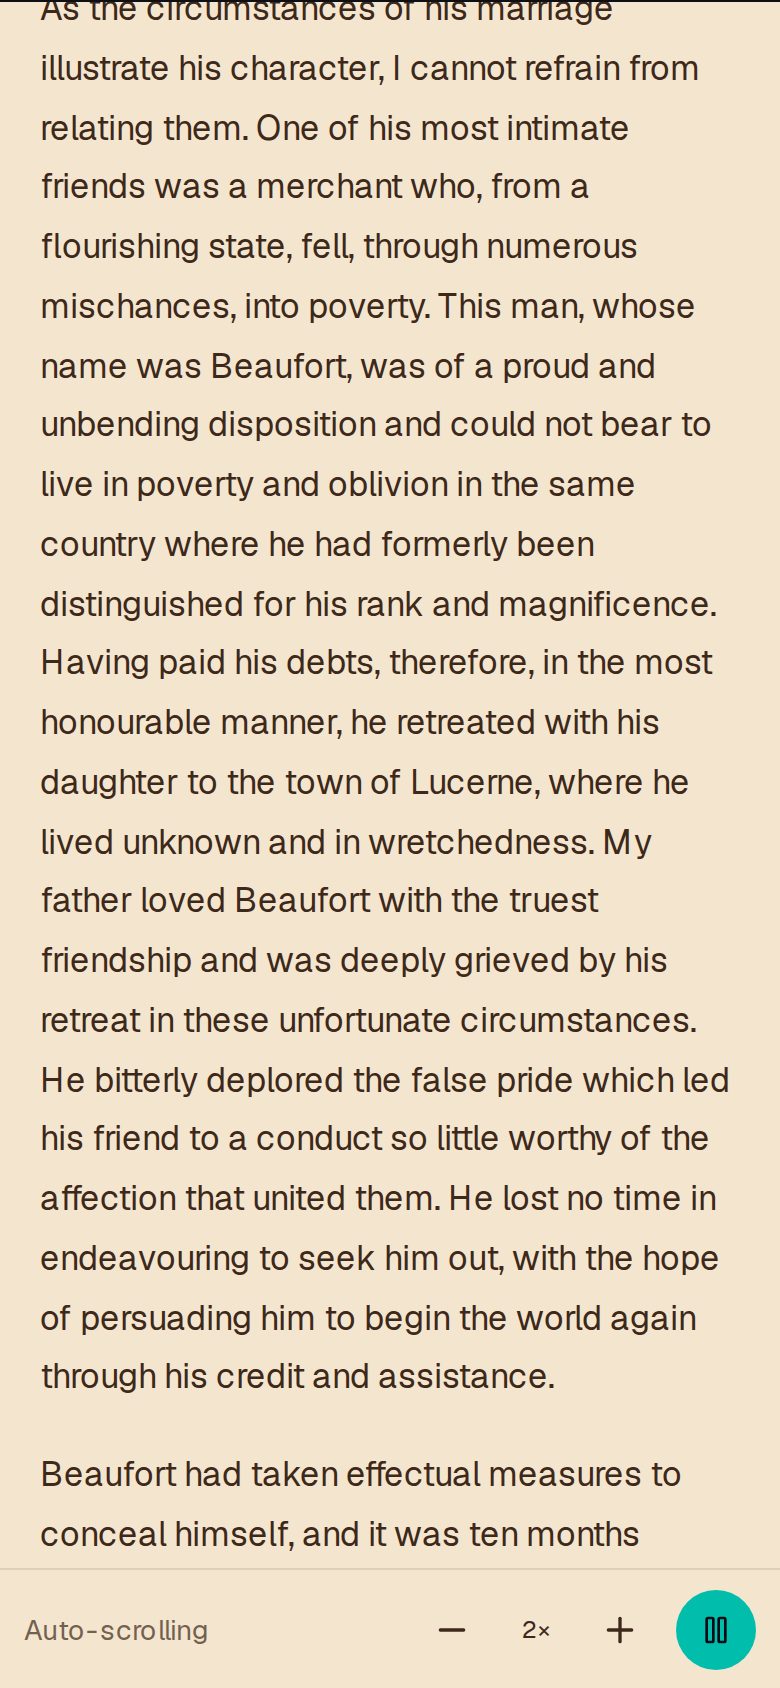 As the circumstances of his marriage
illustrate his character, I cannot refrain from
relating them. One of his most intimate
friends was a merchant who, from a
flourishing state, fell, through numerous
mischances, into poverty. This man, whose
name was Beaufort, was of a proud and
unbending disposition and could not bear to
live in poverty and oblivion in the same
country where he had formerly been
distinguished for his rank and magnificence.
Having paid his debts, therefore, in the most
honourable manner, he retreated with his
daughter to the town of Lucerne, where he
lived unknown and in wretchedness. My
father loved Beaufort with the truest
friendship and was deeply grieved by his
retreat in these unfortunate circumstances.
He bitterly deplored the false pride which led
his friend to a conduct so little worthy of the
affection that united them. He lost no time in
endeavouring to seek him out, with the hope
of persuading him to begin the world again
through his credit and assistance.
Beaufort had taken effectual measures to
conceal himself, and it was ten months
Auto-scrolling
2×